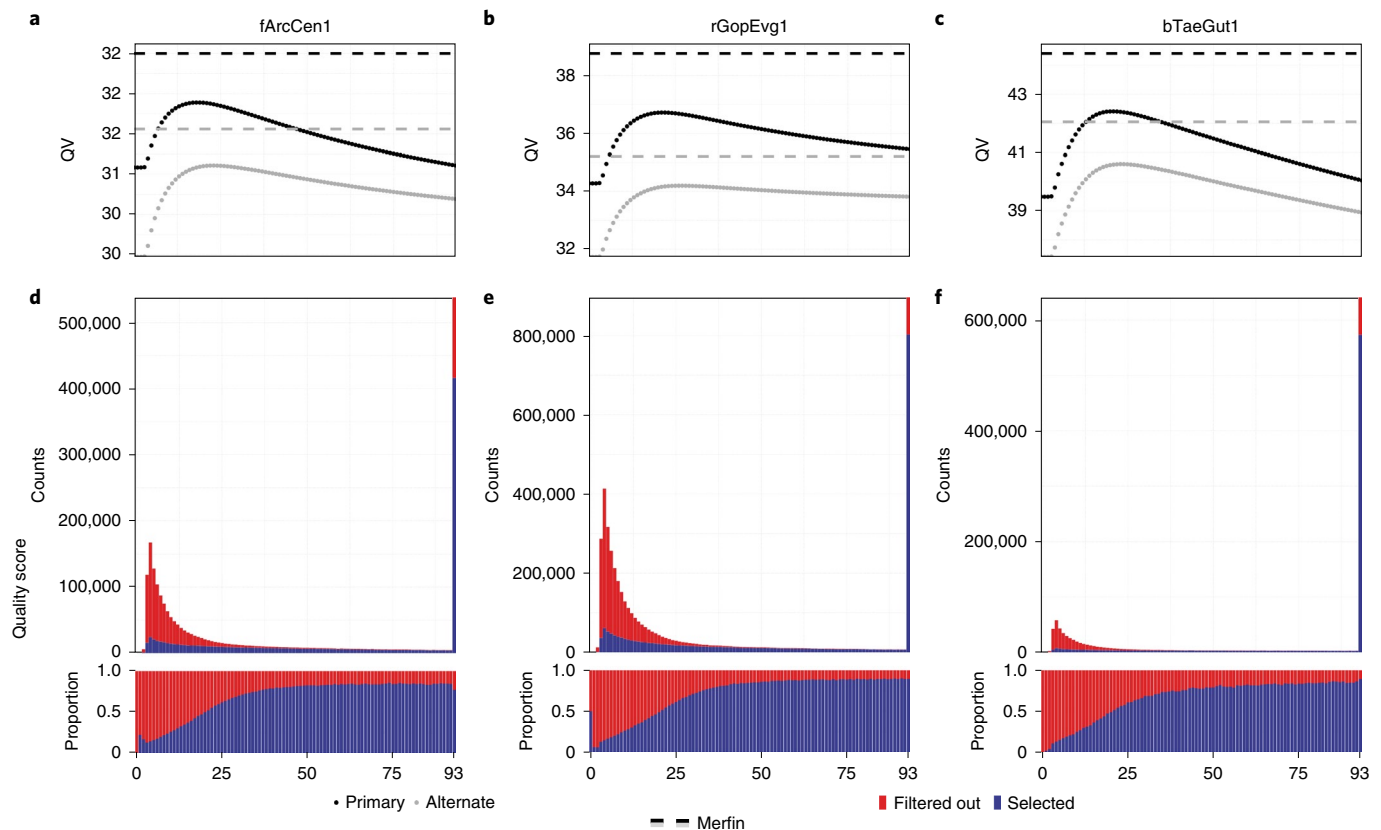 a fArcCen1 b rGopEvg1 c bTaeGut1
QV
32
32
32
31
30
30
QV
38
36
34
32
QV
43
41
39
d
Counts
500,000
400,000
300,000
200,000
100,000
0
e
Counts
800,000
600,000
400,000
200,000
0
f
Counts
600,000
400,000
200,000
0
Quality score
Proportion
1.0
0.5
0
0 25 50 75 93
Proportion
1.0
0.5
0
0 25 50 75 93
Proportion
1.0
0.5
0
0 25 50 75 93
Primary Alternate
Filtered out Selected
Merfin